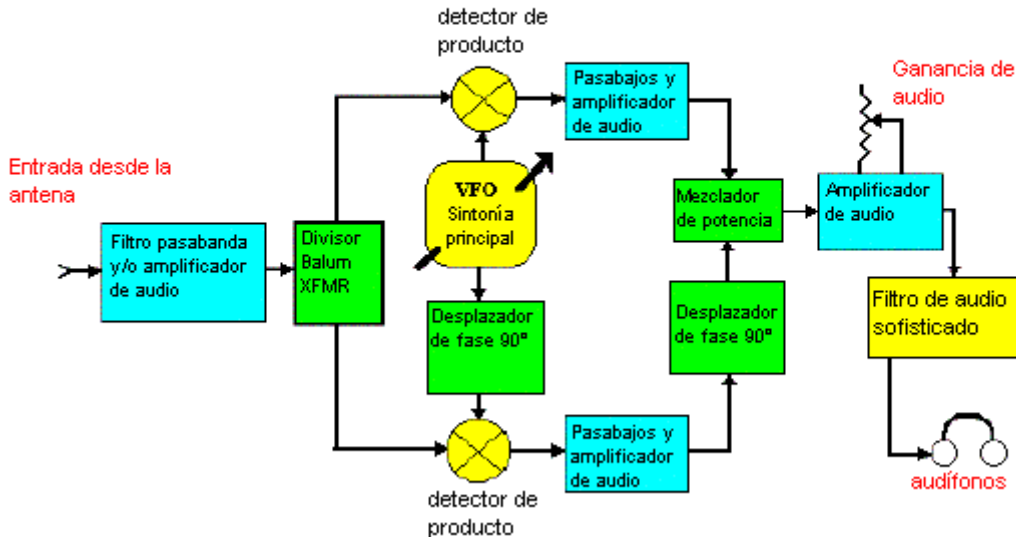 detector de
producto
Pasabajos y
amplificador
de audio
Ganancia de
audio
Entrada desde la
antena
VFO
Sintonía
principal
Mezclador
de potencia
Amplificador
de audio
Filtro pasabanda
y/o amplificador
de audio
Divisor
Balum
XFMR
Desplazador
de fase 90°
Desplazador
de fase 90°
Filtro de audio
sofisticado
Pasabajos y
amplificador
de audio
detector de
producto
audífonos